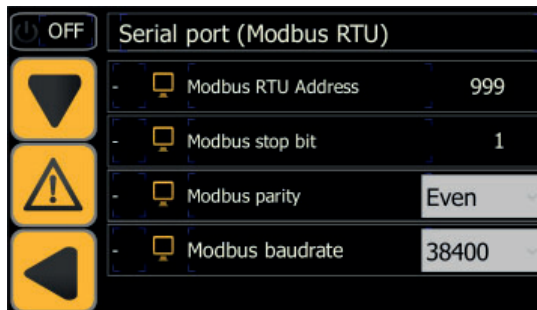 OFF
Serial port (Modbus RTU)
- Modbus RTU Address 999
- Modbus stop bit 1
- Modbus parity Even
- Modbus baudrate 38400